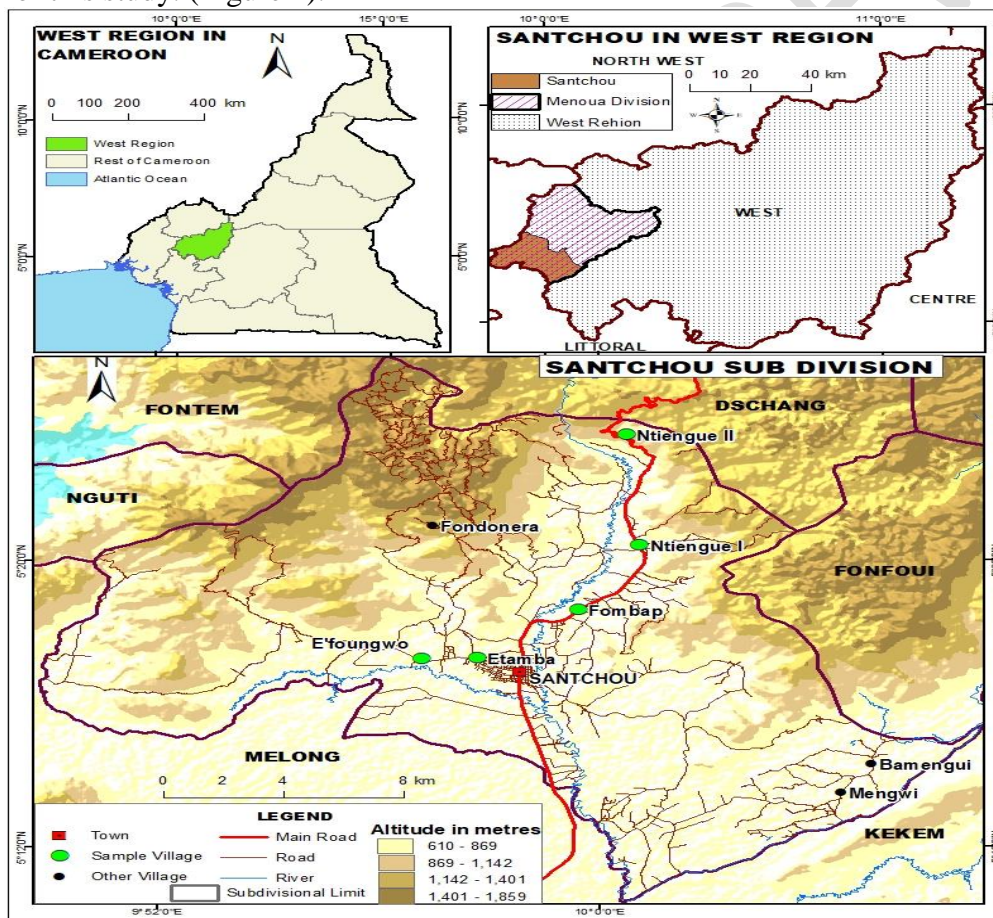 (Figure 1).
10°0'0"E 15°0'0"E
WEST REGION IN
CAMEROON
N
0 100 200 400 km
West Region
Rest of Cameroon
Atlantic Ocean
10°0'0"N
5°0'0"N
10°0'0"E 11°0'0"E
SANTCHOU IN WEST REGION
NORTH WEST
Santchou
Menoua Division
West Rehion
0 10 20 40 km
N
W E
S
WEST
CENTRE
LITTORAL
10°0'0"N
5°0'0"N
SANTCHOU SUB DIVISION
N
FONTEM
DSCHANG
Ntiengue II
NGUTI
Fondonera
Ntiengue I
FONFOUI
Fombap
E'foungwo
Etamba
SANTCHOU
MELONG
Bamengui
Mengwi
KEKEM
0 2 4 8 km
LEGEND
Town
Sample Village
Other Village
Main Road
Road
River
Subdivisional Limit
Altitude in metres
610 - 869
869 - 1,142
1,142 - 1,401
1,401 - 1,859
5°20'N
5°12'N
9°52'0"E 10°0'E